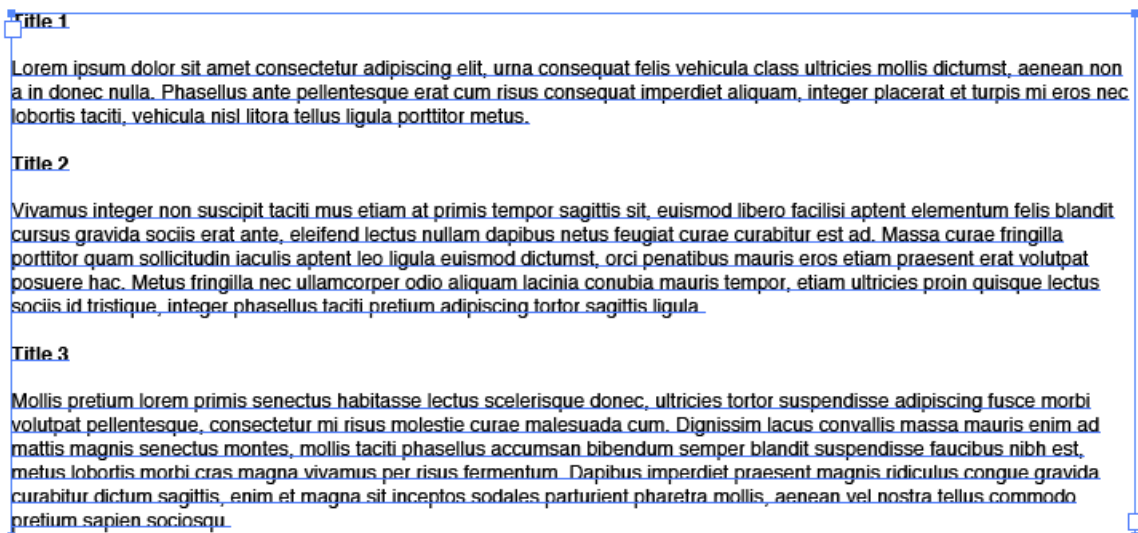 Title 1
Lorem ipsum dolor sit amet consectetur adipiscing elit, urna consequat felis vehicula class ultricies mollis dictumst, aenean non
a in donec nulla. Phasellus ante pellentesque erat cum risus consequat imperdiet aliquam, integer placerat et turpis mi eros nec
lobortis taciti, vehicula nisl litora tellus ligula porttitor metus.
Title 2
Vivamus integer non suscipit taciti mus etiam at primis tempor sagittis sit, euismod libero facilisi aptent elementum felis blandit
cursus gravida sociis erat ante, eleifend lectus nullam dapibus netus feugiat curae curabitur est ad. Massa curae fringilla
porttitor quam sollicitudin iaculis aptent leo ligula euismod dictumst, orci penatibus mauris eros etiam praesent erat volutpat
posuere hac. Metus fringilla nec ullamcorper odio aliquam lacinia conubia mauris tempor, etiam ultricies proin quisque lectus
sociis id tristique, integer phasellus taciti pretium adipiscing tortor sagittis ligula.
Title 3
Mollis pretium lorem primis senectus habitasse lectus scelerisque donec, ultricies tortor suspendisse adipiscing fusce morbi
volutpat pellentesque, consectetur mi risus molestie curae malesuada cum. Dignissim lacus convallis massa mauris enim ad
mattis magnis senectus montes, mollis taciti phasellus accumsan bibendum semper blandit suspendisse faucibus nibh est,
metus lobortis morbi cras magna vivamus per risus fermentum. Dapibus imperdiet praesent magnis ridiculus congue gravida
curabitur dictum sagittis, enim et magna sit inceptos sodales parturient pharetra mollis, aenean vel nostra tellus commodo
pretium sapien sociosqu.